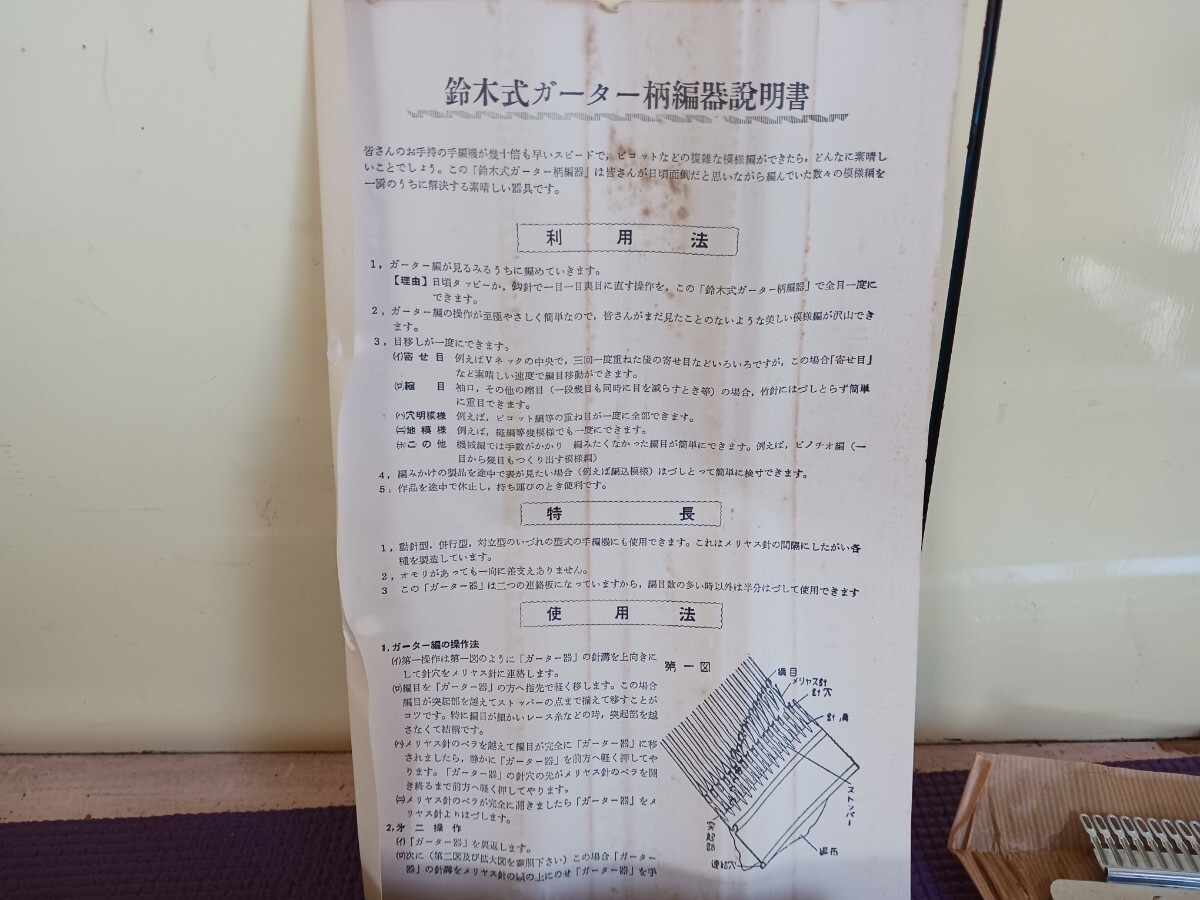 鈴木式ガーター柄編器説明書
皆さんのお手持の手編機が幾十倍も早いスピードで,ピコットなどの複雑な模様編ができたら,どんなに素晴し
いことでしょう。この「鈴木式ガーター柄編器」は皆さんが日頃面倒だと思いながら編んでいた数々の模様編を
一瞬のうちに解決する素晴しい器具です。
利用法
1,ガーター編が見るみるうちに編めていきます。
【理由】日頃タッピーか,鈎針で一目一目裏目に直す操作を,この「鈴木式ガーター柄編器」で全目一度に
できます。
2,ガーター編の操作が至極やさしく簡単なので,皆さんがまだ見たことのないような美しい模様編が沢山でき
ます。
3,目移しが一度にできます。
(イ)寄せ目 例えばVネックの中央で,三回一度重ねた後の寄せ目などいろいろですが,この場合「寄せ目」
など素晴しい速度で編目移動ができます。
(ロ)縮目 袖口,その他の縮目(一段幾目も同時に目を減らすとき等)の場合,竹針にはづしとらず簡単
に重目できます。
(ハ)穴明模様 例えば,ピコット編等の重ね目が一度に全部できます。
(ニ)地模様 例えば,縄編等幾模様でも一度にできます。
(ホ)この他 機械編では手数がかかり 編みたくなかった編目が簡単にできます。例えば,ピノチオ編(一
目から幾目もつくり出す模様編)
4,編みかけの製品を途中で表が見たい場合(例えば編込模様)はづしとって簡単に検寸できます。
5,作品を途中で休止し,持ち運びのとき便利です。
特長
1,動針型,併行型,対立型のいづれの型式の手編機にも使用できます。これはメリヤス針の間隔にしたがい各
種を製造しています。
2,オモリがあっても一向に差支えありません。
3 この「ガーター器」は二つの連絡板になっていますから,編目数の多い時以外は半分はづして使用できます
使用法
1,ガーター編の操作法
(イ)第一操作は第一図のように「ガーター器」の針溝を上向きに
して針穴をメリヤス針に連絡します。
(ロ)編目を「ガーター器」の方へ指先で軽く移します。この場合
編目が突起部を越えてストッパーの点まで揃えて移すことが
コツです。特に編目が細かいレース糸などの時,突起部を越
さなくて結構です。
(ハ)メリヤス針のベラを越えて編目が完全に「ガーター器」に移
されましたら,静かに「ガーター器」を前方へ軽く押してや
ります。「ガーター器」の針穴の先がメリヤス針のベラを開
き終るまで前方へ軽く押してやります。
(ニ)メリヤス針のベラが完全に開きましたら「ガーター器」をメ
リヤス針よりはづします。
2,第二操作
(イ)「ガーター器」を裏返します。
(ロ)次に(第二図及び拡大図を参照下さい)この場合「ガーター
器」の針溝をメリヤス針の の上にのせ「ガーター器」を手
第一図
編目
メリヤス針
針穴
針溝
ストッパー
突起部
連結穴
編布